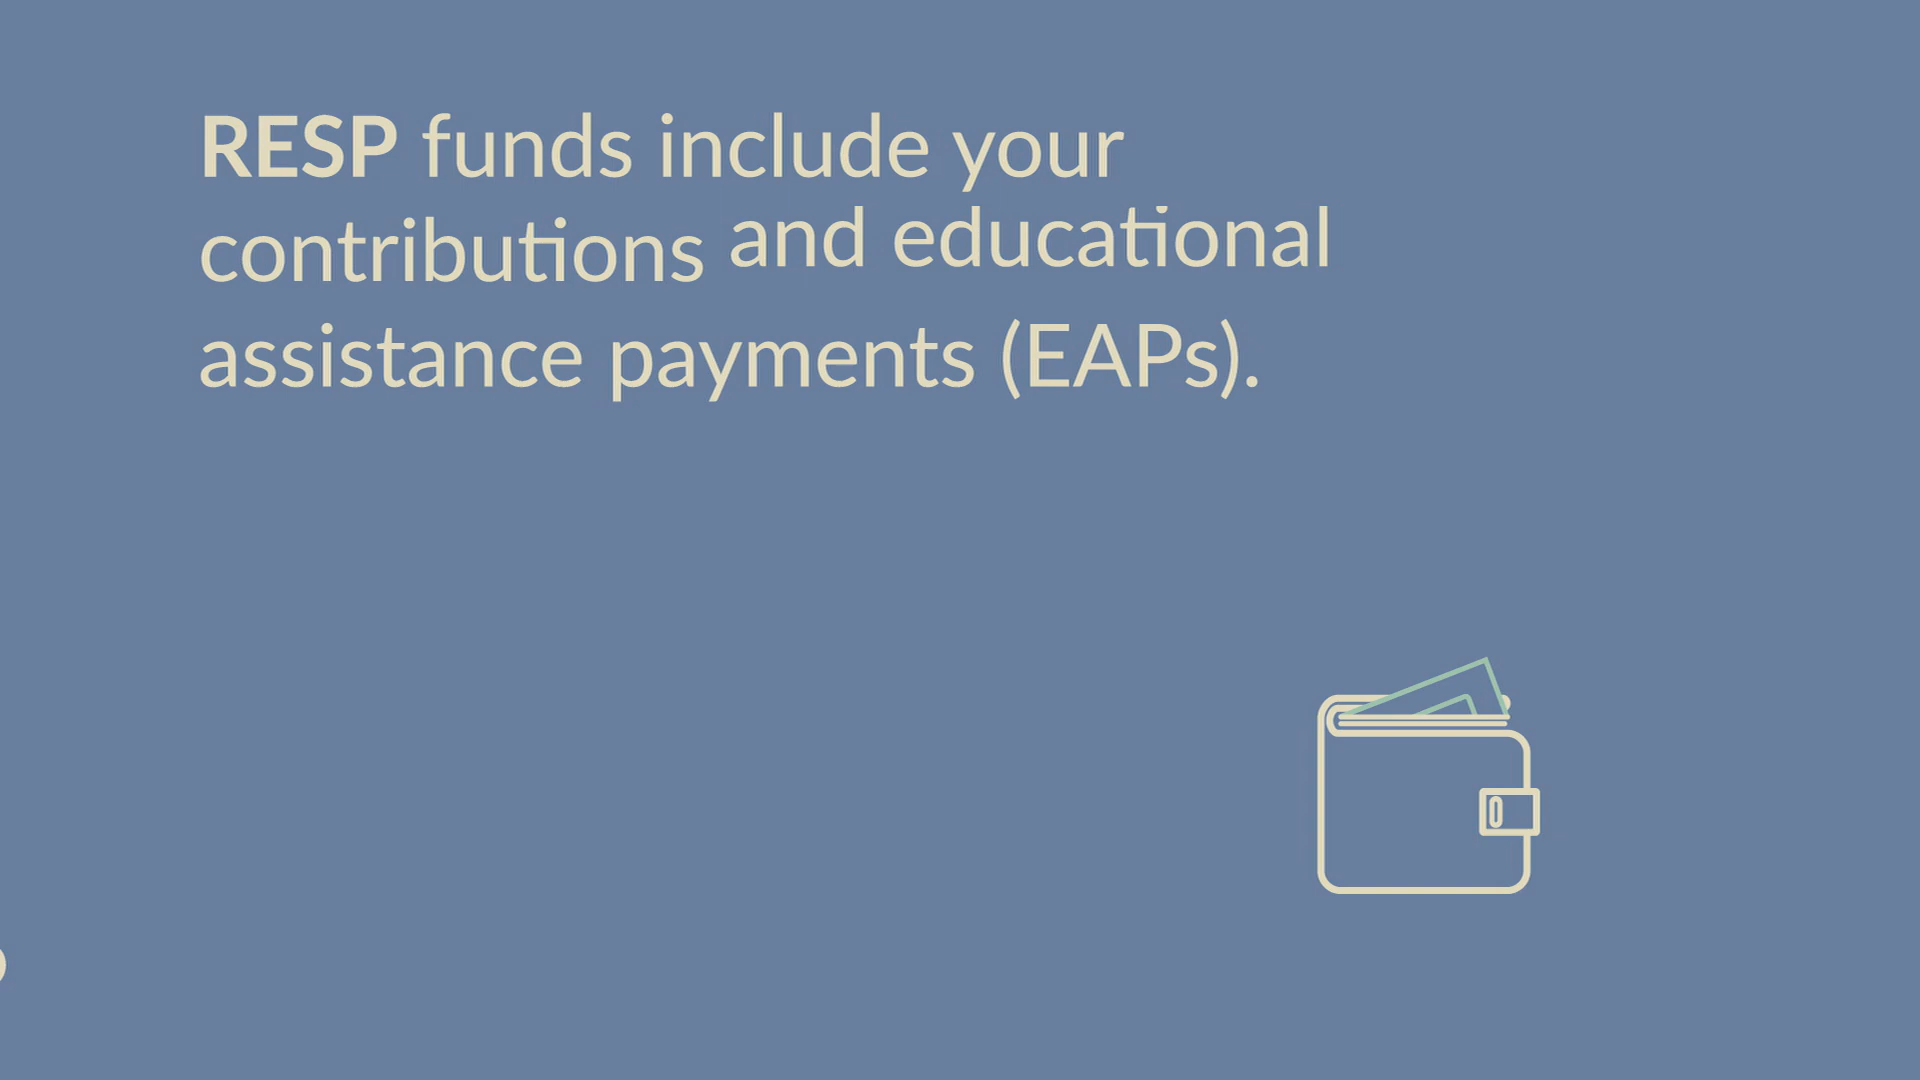 RESP funds include your
contributions and educational
assistance payments (EAPs).